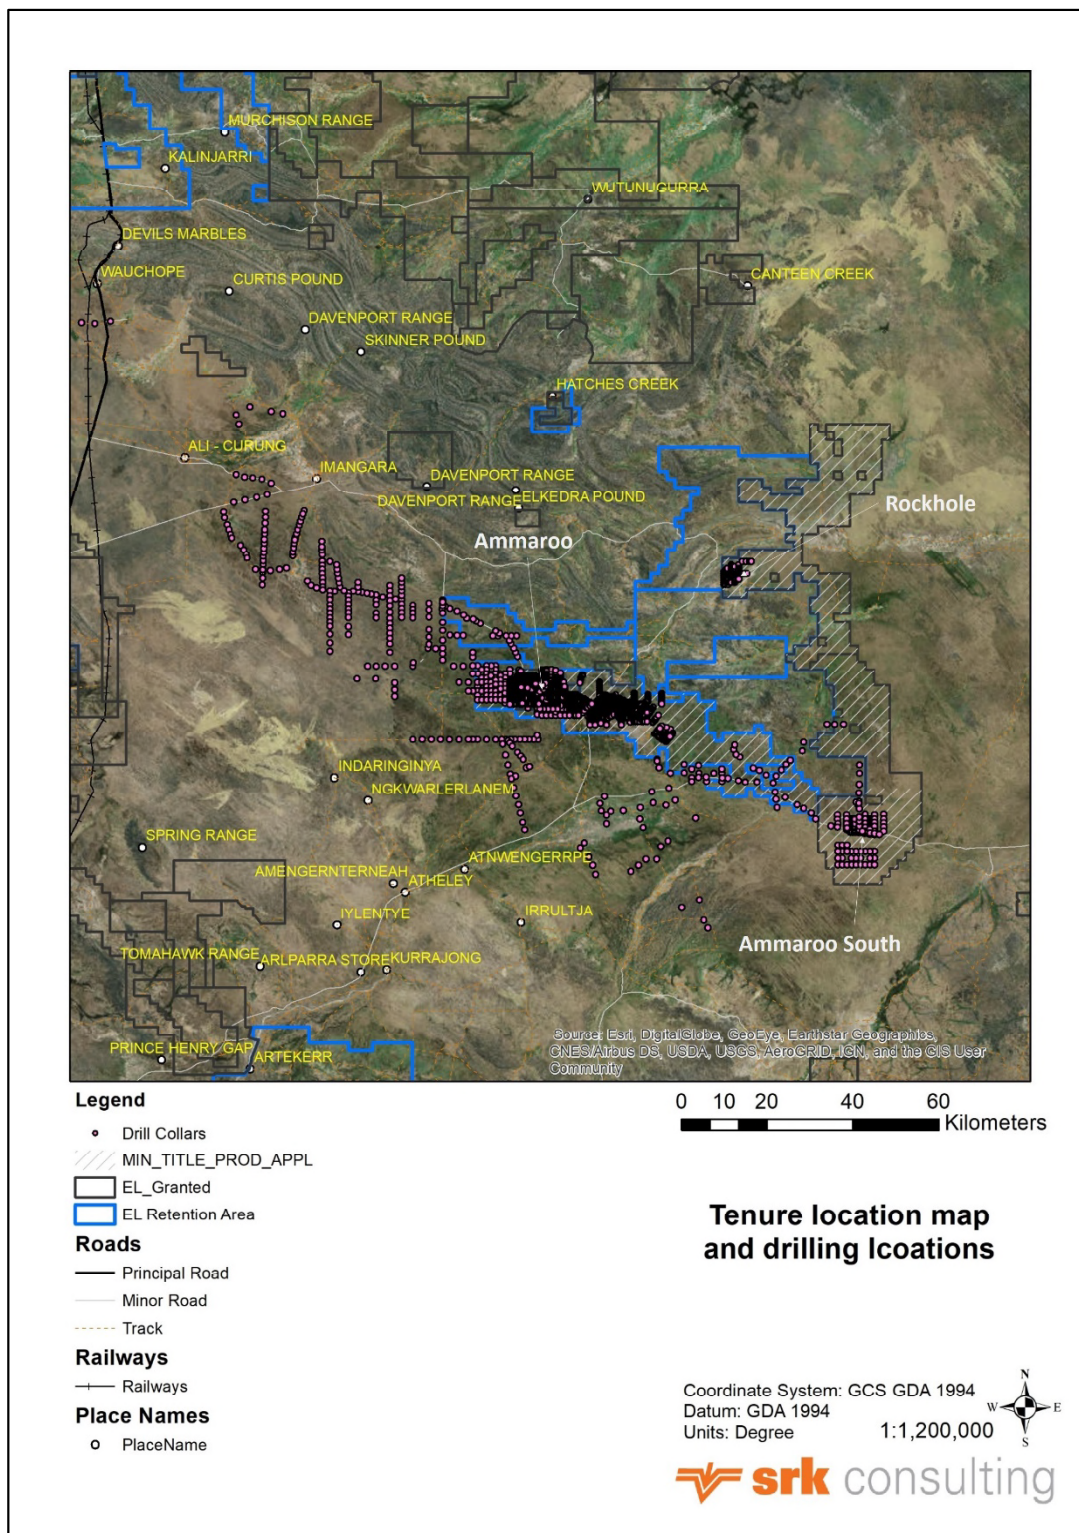 MURCHISON RANGE
KALINJARRI
WUTUNUGURRA
DEVILS MARBLES
WAUCHOPE
CANTEEN CREEK
CURTIS POUND
DAVENPORT RANGE
SKINNER POUND
HATCHES CREEK
ALI - CURUNG
IMANGARA
DAVENPORT RANGE
DAVENPORT RANGE
ELKEDRA POUND
Rockhole
Ammaroo
INDARINGINYA
NGKWARLERLANEM
SPRING RANGE
ATNWENGERRPE
AMENGERNTERNEAH
ATHELEY
IYLENTYE
IRRULTJA
Ammaroo South
TOMAHAWK RANGE
ARLPARRA STORE
KURRAJONG
PRINCE HENRY GAP
ARTEKERR
Source: Esri, DigitalGlobe, GeoEye, Earthstar Geographics,
CNES/Airbus DS, USDA, USGS, AeroGRID, IGN, and the GIS User
Community
Legend
Drill Collars
MIN_TITLE_PROD_APPL
EL_Granted
EL Retention Area
Roads
Principal Road
Minor Road
Track
Railways
Railways
Place Names
PlaceName
0 10 20 40 60
Kilometers
Tenure location map
and drilling lcoations
Coordinate System: GCS GDA 1994
Datum: GDA 1994
Units: Degree
1:1,200,000
N
W E
S
srk consulting